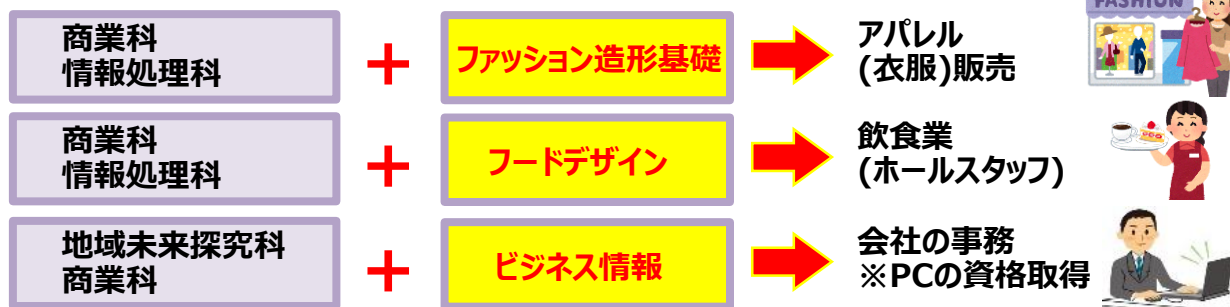 FASHION
商業科
情報処理科
+
ファッション造形基礎
アパレル
(衣服)販売
商業科
情報処理科
+
フードデザイン
飲食業
(ホールスタッフ)
地域未来探究科
商業科
+
ビジネス情報
会社の事務
※PCの資格取得